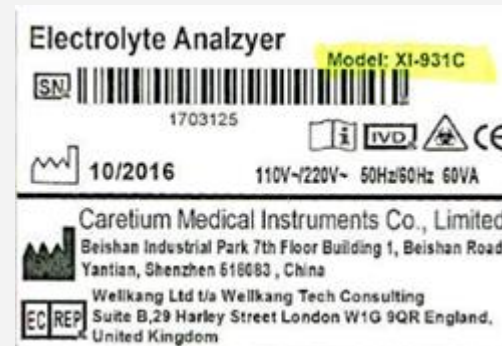 Electrolyte Analzyer
Model: XI-931C
SN
1703125
IVD
CE
10/2016
110V~/220V~ 50Hz/60Hz 60VA
Caretium Medical Instruments Co., Limited
Beishan Industrial Park 7th Floor Building 1, Beishan Road
Yantian, Shenzhen 518083 , China
EC REP
Wellkang Ltd t/a Wellkang Tech Consulting
Suite B,29 Harley Street London W1G 9QR England,
United Kingdom